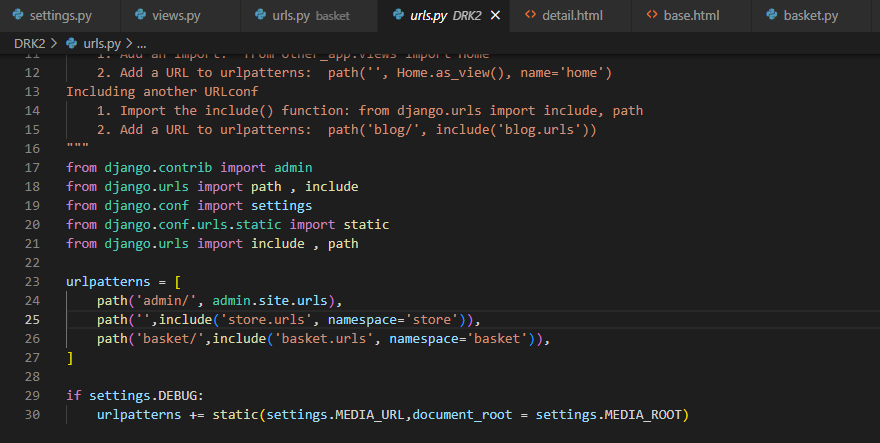 settings.py views.py urls.py basket urls.py DRK2 × <> detail.html <> base.html basket.py
DRK2 > urls.py > ...
11 1. Add an import: from other_app.views import Home
12 2. Add a URL to urlpatterns: path('', Home.as_view(), name='home')
13 Including another URLconf
14 1. Import the include() function: from django.urls import include, path
15 2. Add a URL to urlpatterns: path('blog/', include('blog.urls'))
16 """
17 from django.contrib import admin
18 from django.urls import path , include
19 from django.conf import settings
20 from django.conf.urls.static import static
21 from django.urls import include , path
22
23 urlpatterns = [
24 path('admin/', admin.site.urls),
25 path('',include('store.urls', namespace='store')),
26 path('basket/',include('basket.urls', namespace='basket')),
27 ]
28
29 if settings.DEBUG:
30 urlpatterns += static(settings.MEDIA_URL,document_root = settings.MEDIA_ROOT)